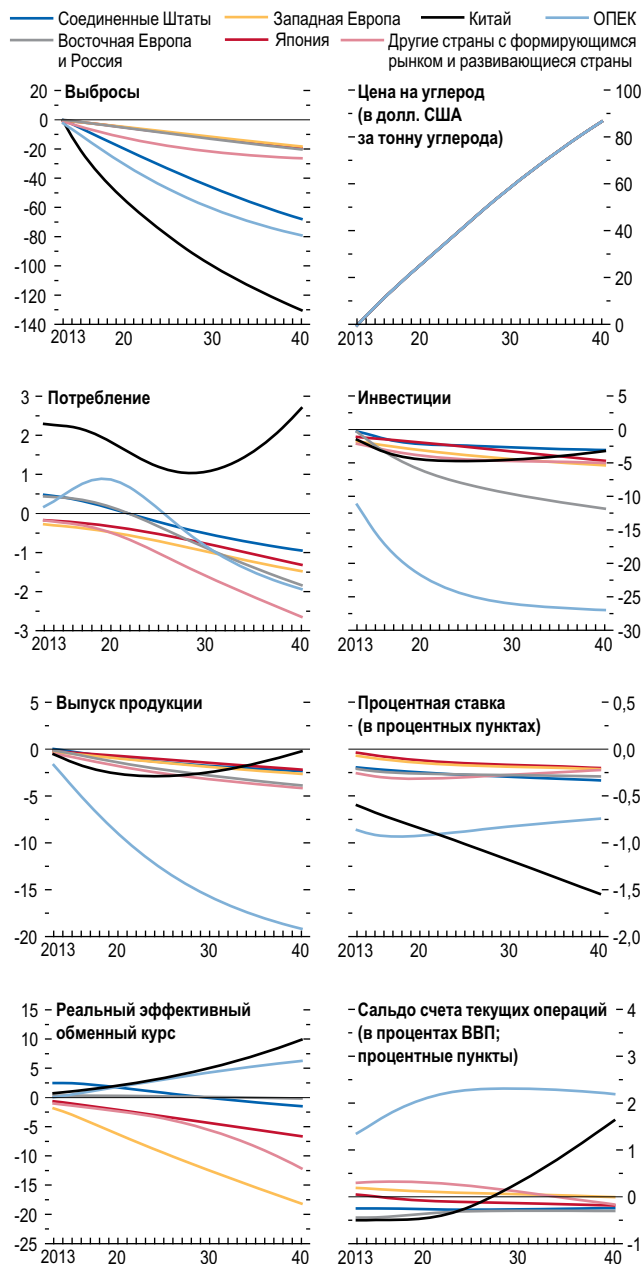 Соединенные Штаты
Западная Европа
Китай
ОПЕК
Восточная Европа
и Россия
Япония
Другие страны с формирующимся
рынком и развивающиеся страны
Выбросы
20
0
-20
-40
-60
-80
-100
-120
-140
2013 20 30 40
Цена на углерод
(в долл. США
за тонну углерода)
100
80
60
40
20
0
2013 20 30 40
Потребление
3
2
1
0
-1
-2
-3
2013 20 30 40
Инвестиции
5
0
-5
-10
-15
-20
-25
-30
2013 20 30 40
Выпуск продукции
5
0
-5
-10
-15
-20
2013 20 30 40
Процентная ставка
(в процентных пунктах)
0,5
0,0
-0,5
-1,0
-1,5
-2,0
2013 20 30 40
Реальный эффективный
обменный курс
15
10
5
0
-5
-10
-15
-20
-25
2013 20 30 40
Сальдо счета текущих операций
(в процентах ВВП;
процентные пункты)
4
3
2
1
0
-1
2013 20 30 40